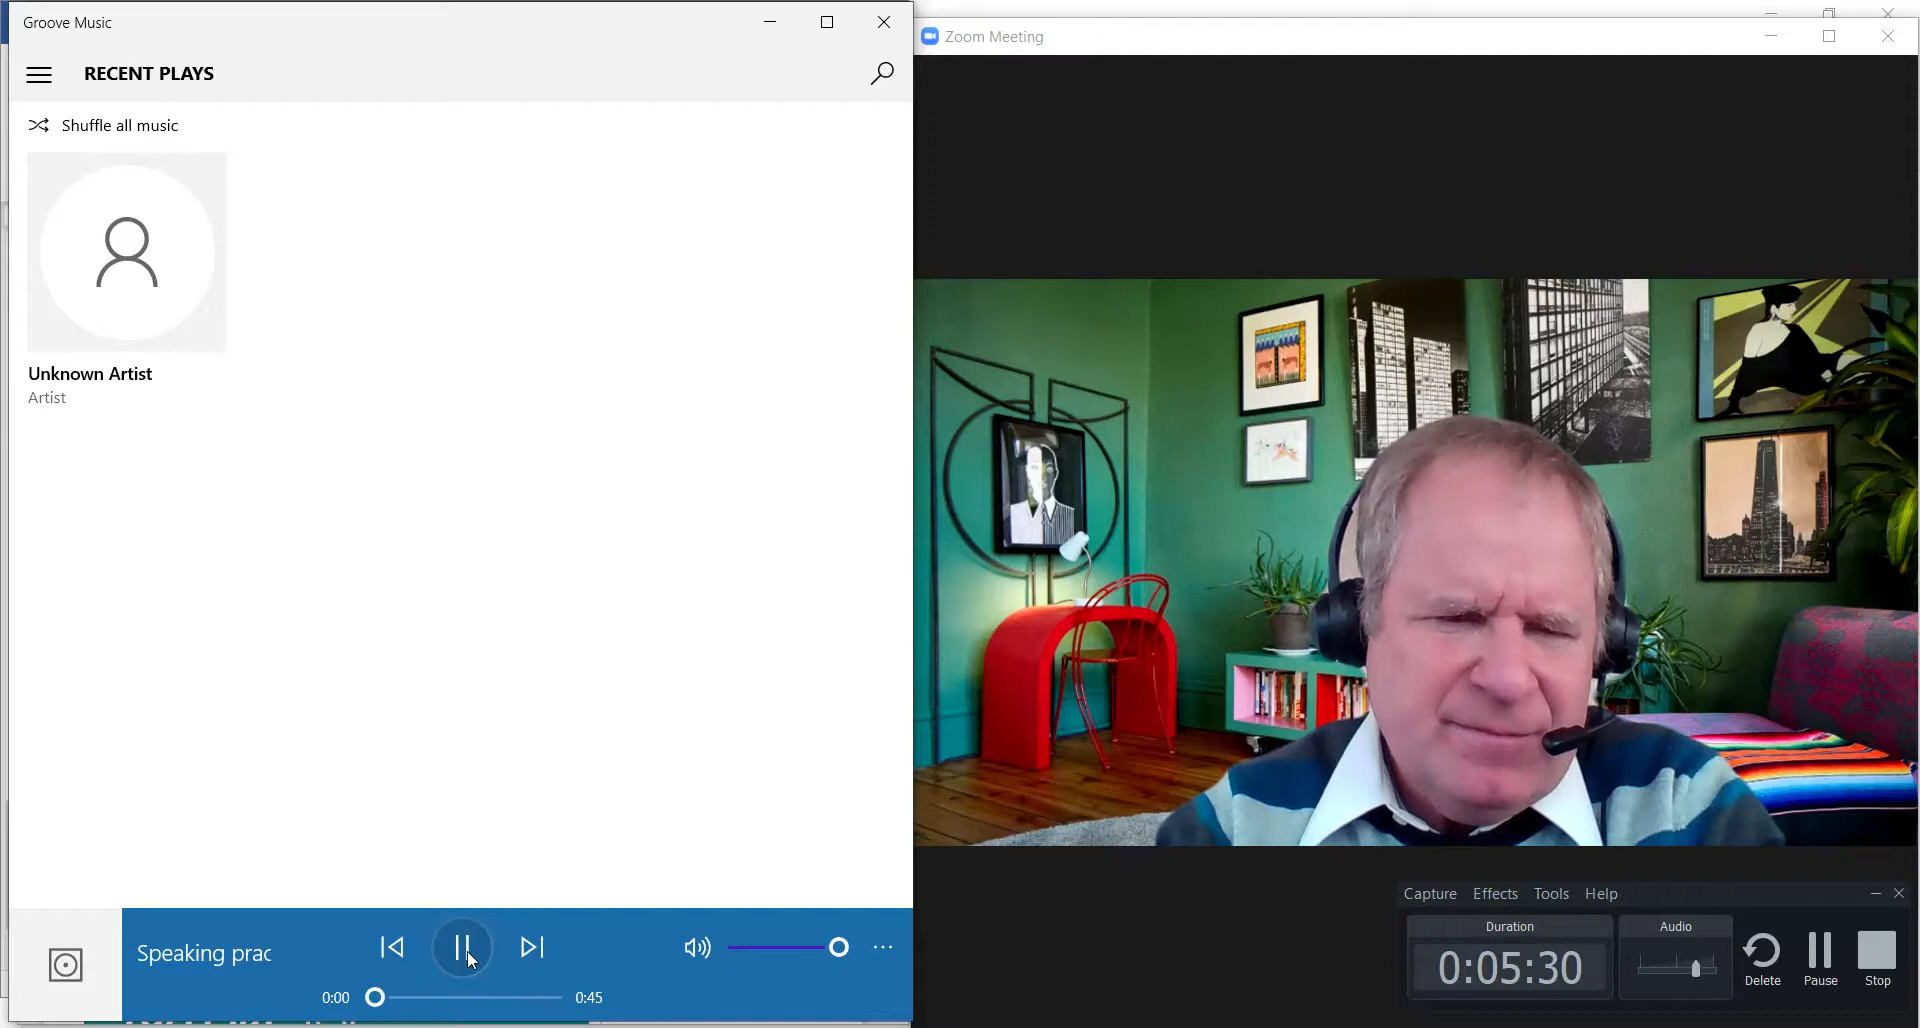 Groove Music
RECENT PLAYS
Shuffle all music
Unknown Artist
Artist
Speaking prac
0:00
0:45
Zoom Meeting
Capture Effects Tools Help
Duration
0:05:30
Audio
Delete
Pause
Stop